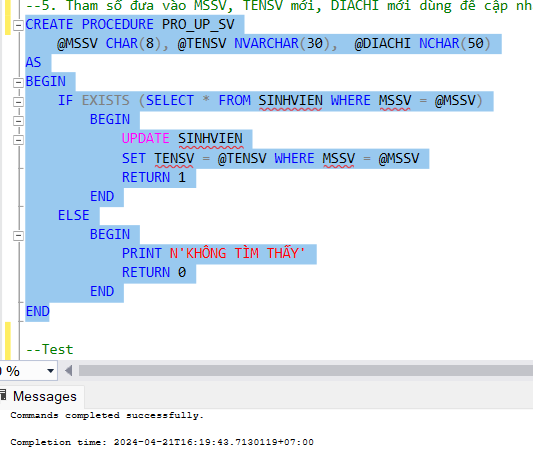 --5. Tham số đưa vào MSSV, TENSV mới, DIACHI mới dùng để cập nh
CREATE PROCEDURE PRO_UP_SV
@MSSV CHAR(8), @TENSV NVARCHAR(30), @DIACHI NCHAR(50)
AS
BEGIN
IF EXISTS (SELECT * FROM SINHVIEN WHERE MSSV = @MSSV)
BEGIN
UPDATE SINHVIEN
SET TENSV = @TENSV WHERE MSSV = @MSSV
RETURN 1
END
ELSE
BEGIN
PRINT N'KHÔNG TÌM THẤY'
RETURN 0
END
END
--Test
%
Messages
Commands completed successfully.
Completion time: 2024-04-21T16:19:43.7130119+07:00